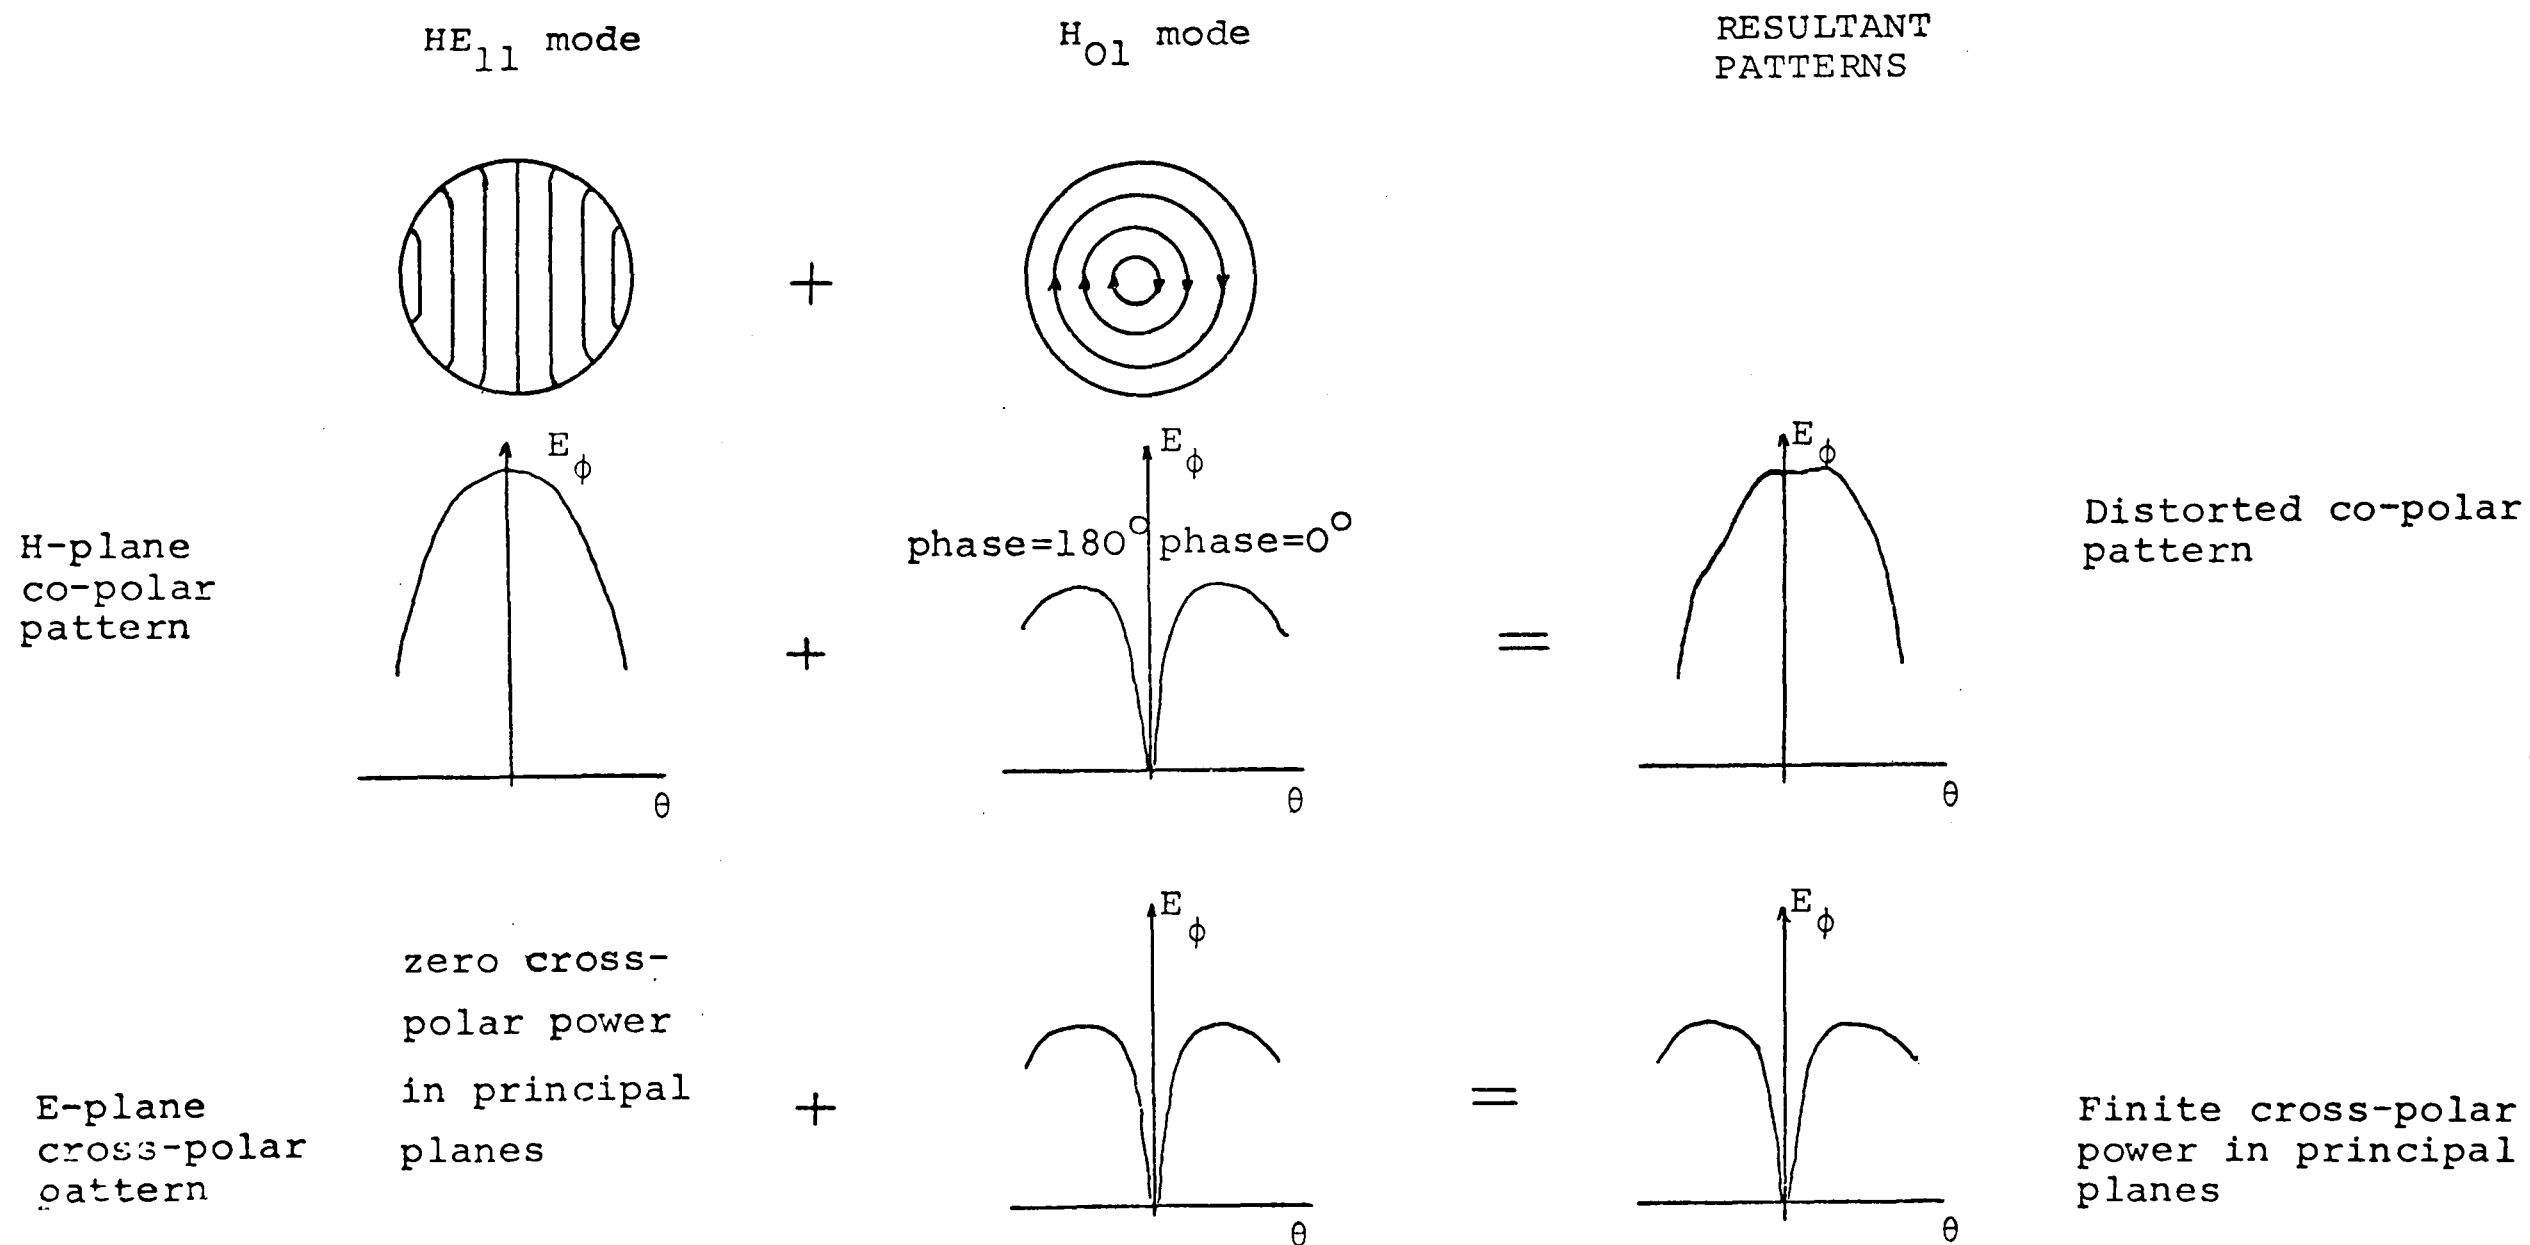 HE11 mode
H01 mode
RESULTANT
PATTERNS
Eϕ
Eϕ
Eϕ
phase=180° phase=0°
H-plane
co-polar
pattern
+
+
=
Distorted co-polar
pattern
θ
θ
θ
Eϕ
Eϕ
zero cross-
polar power
in principal
planes
E-plane
cross-polar
pattern
+
=
Finite cross-polar
power in principal
planes
θ
θ